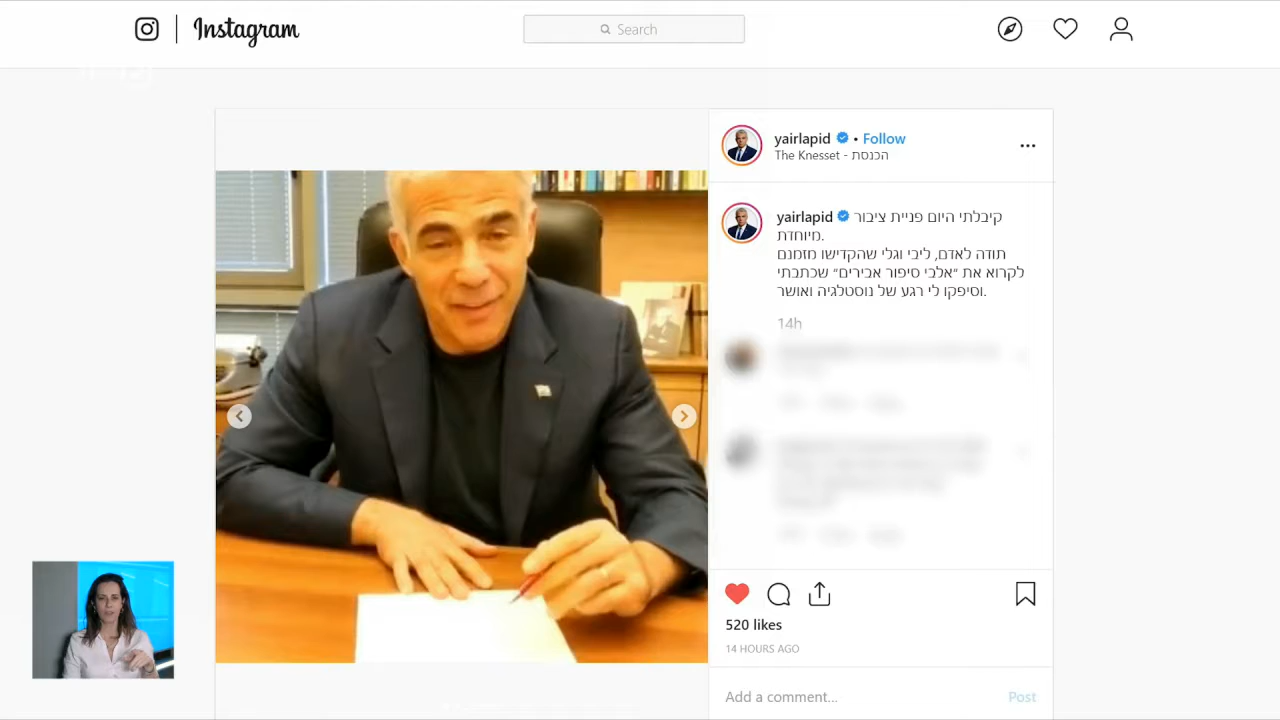 Instagram
Search
yairlapid • Follow
The Knesset - הכנסת
yairlapid קיבלתי היום פניית ציבור
מיוחדת.
תודה לאדם, ליכי וגלי שהקדישו מזמנם
לקרוא את "אלכי סיפור אבירים" שכתבתי
וסיפקו לי רגע של נוסטלגיה ואושר.
14h
520 likes
14 HOURS AGO
Add a comment...
Post